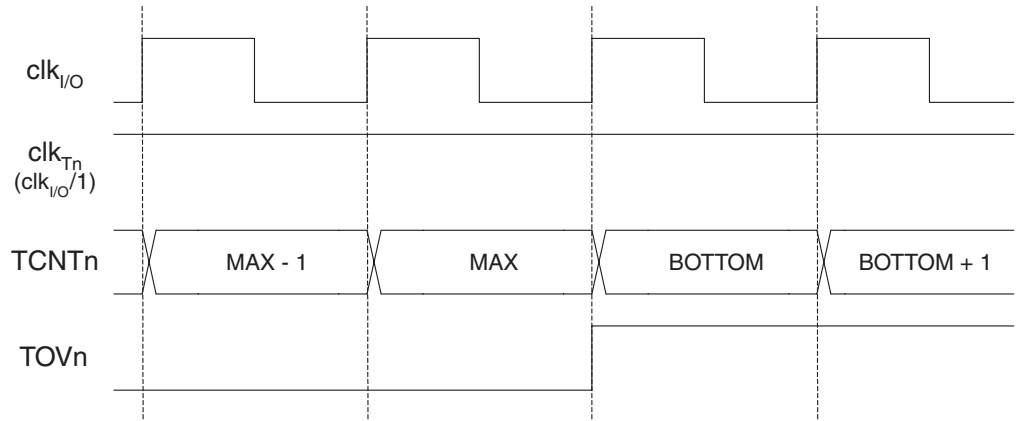 clkI/O
clkTn
(clkI/O/1)
TCNTn
MAX - 1
MAX
BOTTOM
BOTTOM + 1
TOVn